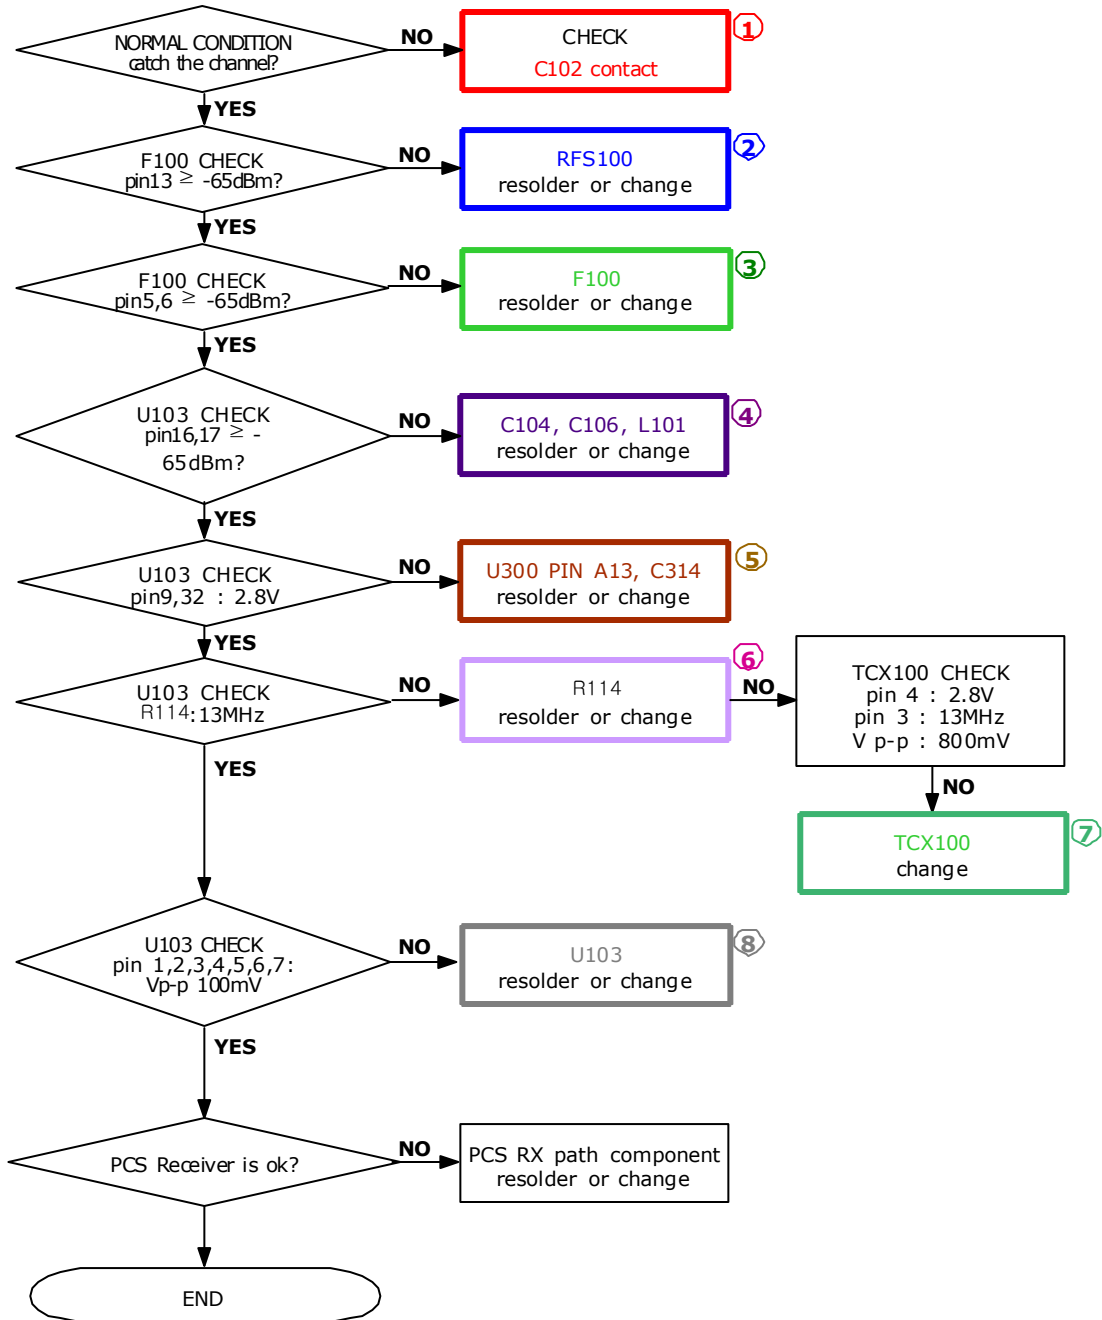 NORMAL CONDITION
catch the channel?
NO
CHECK
C102 contact
1
YES
F100 CHECK
pin13 ≥ -65dBm?
NO
RFS100
resolder or change
2
YES
F100 CHECK
pin5,6 ≥ -65dBm?
NO
F100
resolder or change
3
YES
U103 CHECK
pin16,17 ≥ -
65dBm?
NO
C104, C106, L101
resolder or change
4
YES
U103 CHECK
pin9,32 : 2.8V
NO
U300 PIN A13, C314
resolder or change
5
YES
U103 CHECK
R114:13MHz
NO
R114
resolder or change
6
NO
TCX100 CHECK
pin 4 : 2.8V
pin 3 : 13MHz
V p-p : 800mV
NO
TCX100
change
7
YES
U103 CHECK
pin 1,2,3,4,5,6,7:
Vp-p 100mV
NO
U103
resolder or change
8
YES
PCS Receiver is ok?
NO
PCS RX path component
resolder or change
END